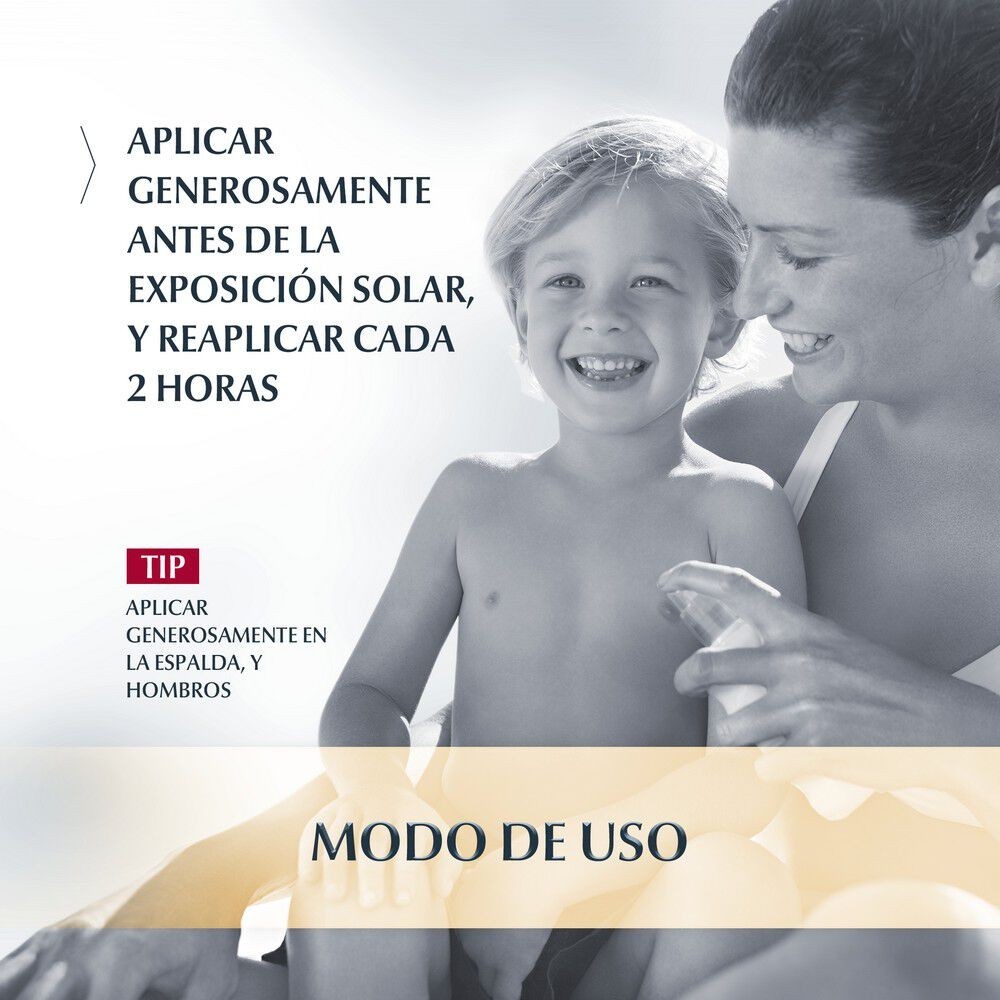 APLICAR
GENEROSAMENTE
ANTES DE LA
EXPOSICIÓN SOLAR,
Y REAPLICAR CADA
2 HORAS
TIP
APLICAR
GENEROSAMENTE EN
LA ESPALDA, Y
HOMBROS
MODO DE USO